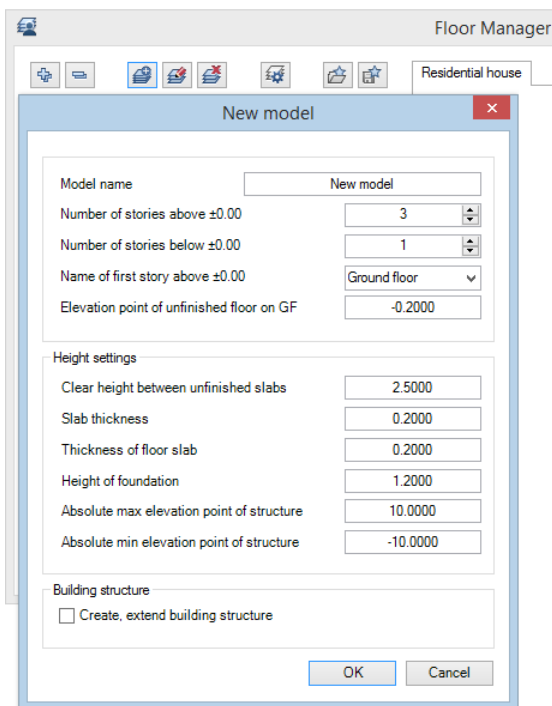 Floor Manager
Residential house
New model
Model name New model
Number of stories above ±0.00 3
Number of stories below ±0.00 1
Name of first story above ±0.00 Ground floor
Elevation point of unfinished floor on GF -0.2000
Height settings
Clear height between unfinished slabs 2.5000
Slab thickness 0.2000
Thickness of floor slab 0.2000
Height of foundation 1.2000
Absolute max elevation point of structure 10.0000
Absolute min elevation point of structure -10.0000
Building structure
Create, extend building structure
OK Cancel